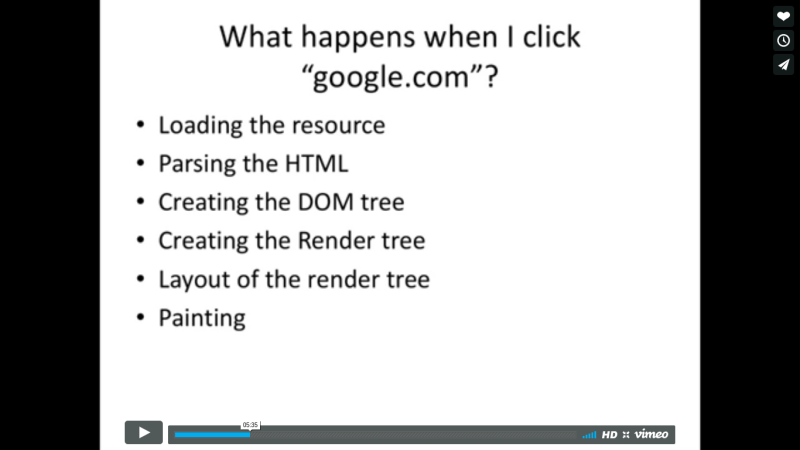 What happens when I click
“google.com”?
• Loading the resource
• Parsing the HTML
• Creating the DOM tree
• Creating the Render tree
• Layout of the render tree
• Painting
05:35
HD vimeo